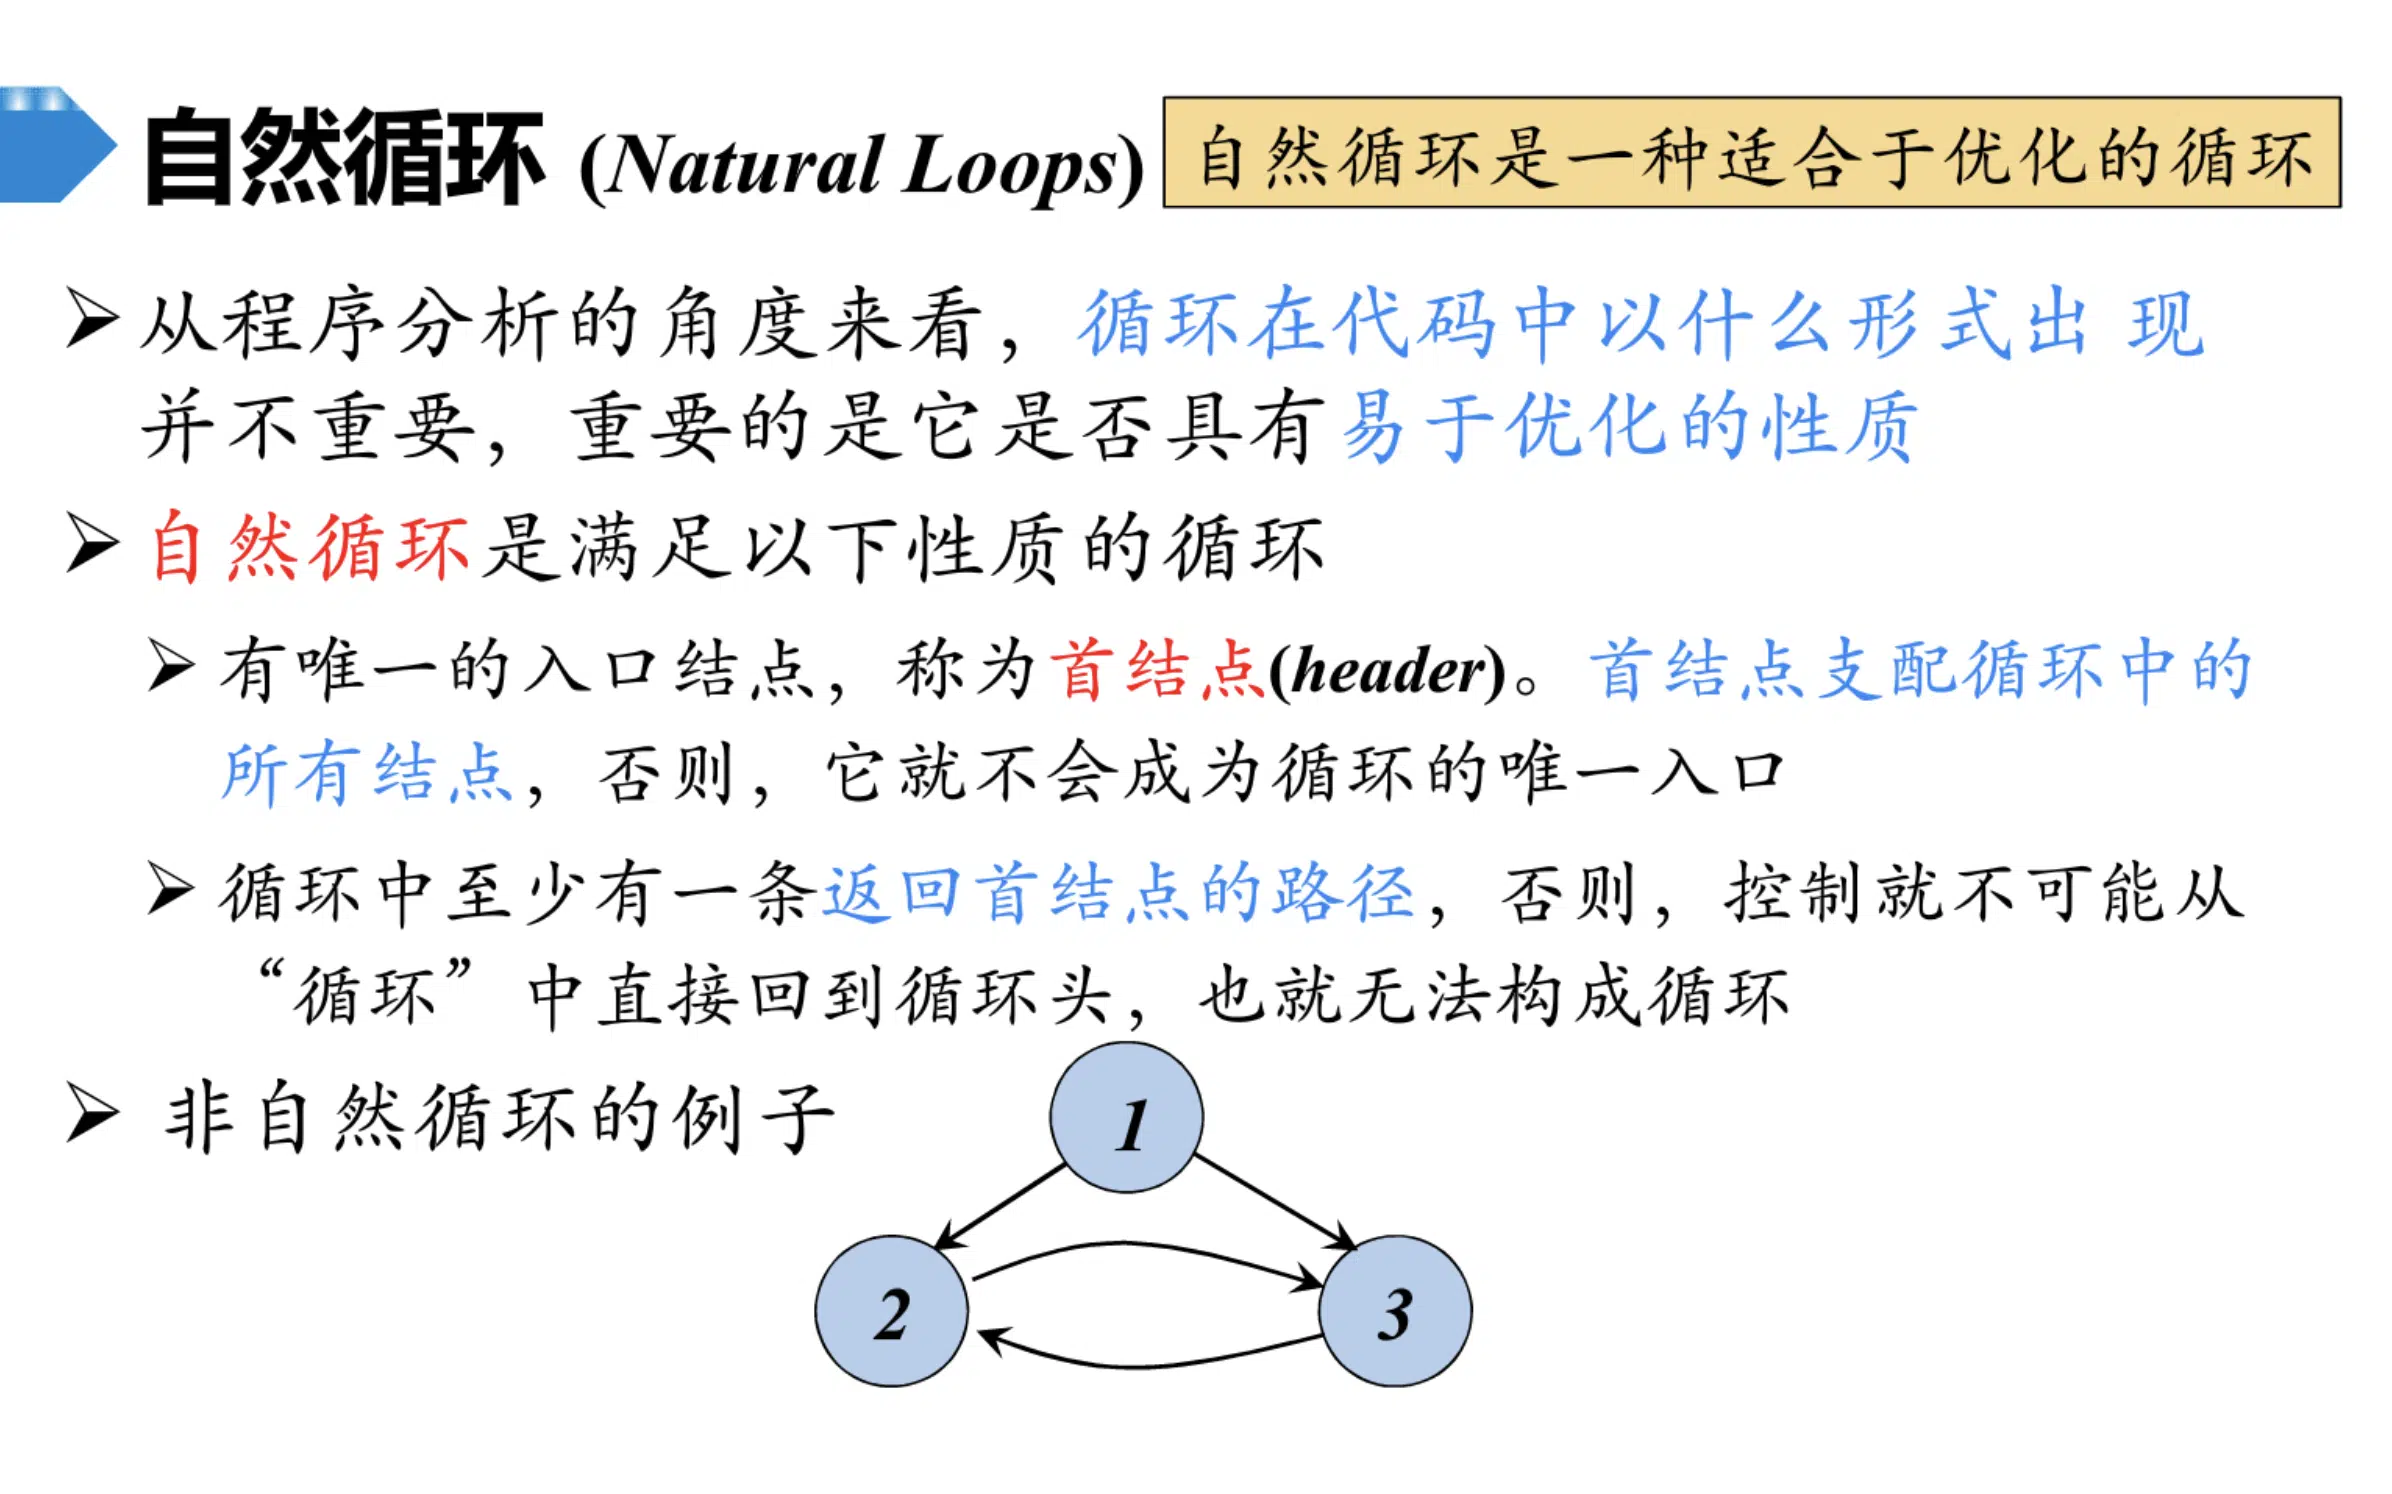 自然循环 (Natural Loops)
自然循环是一种适合于优化的循环
从程序分析的角度来看，循环在代码中以什么形式出 现
并不重要，重要的是它是否具有易于优化的性质
自然循环是满足以下性质的循环
有唯一的入口结点，称为首结点(header)。首结点支配循环中的
所有结点，否则，它就不会成为循环的唯一入口
循环中至少有一条返回首结点的路径，否则，控制就不可能从
“循环”中直接回到循环头，也就无法构成循环
非自然循环的例子
1
2
3